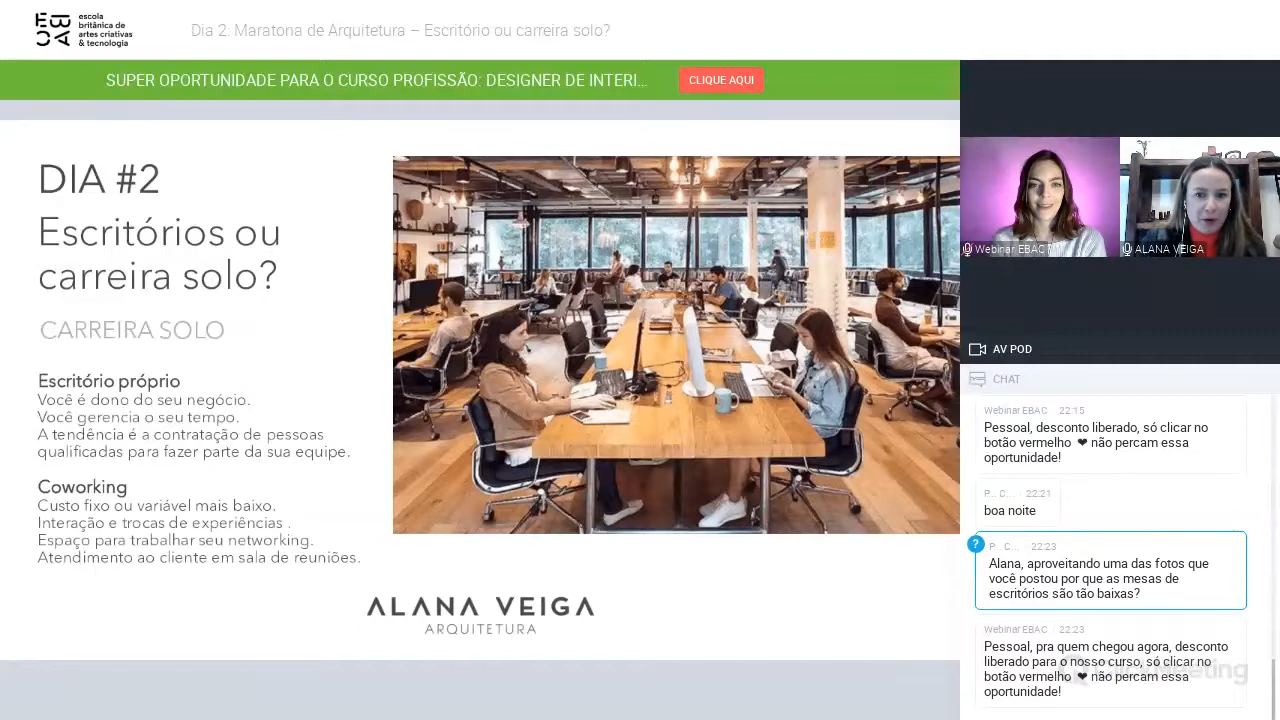 EBAC
escola
britânica de
artes criativas
& tecnologia
Dia 2: Maratona de Arquitetura – Escritório ou carreira solo?
SUPER OPORTUNIDADE PARA O CURSO PROFISSÃO: DESIGNER DE INTERI...
CLIQUE AQUI
DIA #2
Escritórios ou
carreira solo?
CARREIRA SOLO
Escritório próprio
Você é dono do seu negócio.
Você gerencia o seu tempo.
A tendência é a contratação de pessoas
qualificadas para fazer parte da sua equipe.
Coworking
Custo fixo ou variável mais baixo.
Interação e trocas de experiências .
Espaço para trabalhar seu networking.
Atendimento ao cliente em sala de reuniões.
ALANA VEIGA
ARQUITETURA
Webinar EBAC
ALANA VEIGA
AV POD
CHAT
Webinar EBAC · 22:15
Pessoal, desconto liberado, só clicar no
botão vermelho ❤ não percam essa
oportunidade!
P... C... · 22:21
boa noite
?
P... C... · 22:23
Alana, aproveitando uma das fotos que
você postou por que as mesas de
escritórios são tão baixas?
Webinar EBAC · 22:23
Pessoal, pra quem chegou agora, desconto
liberado para o nosso curso, só clicar no
botão vermelho ❤ não percam essa
oportunidade!